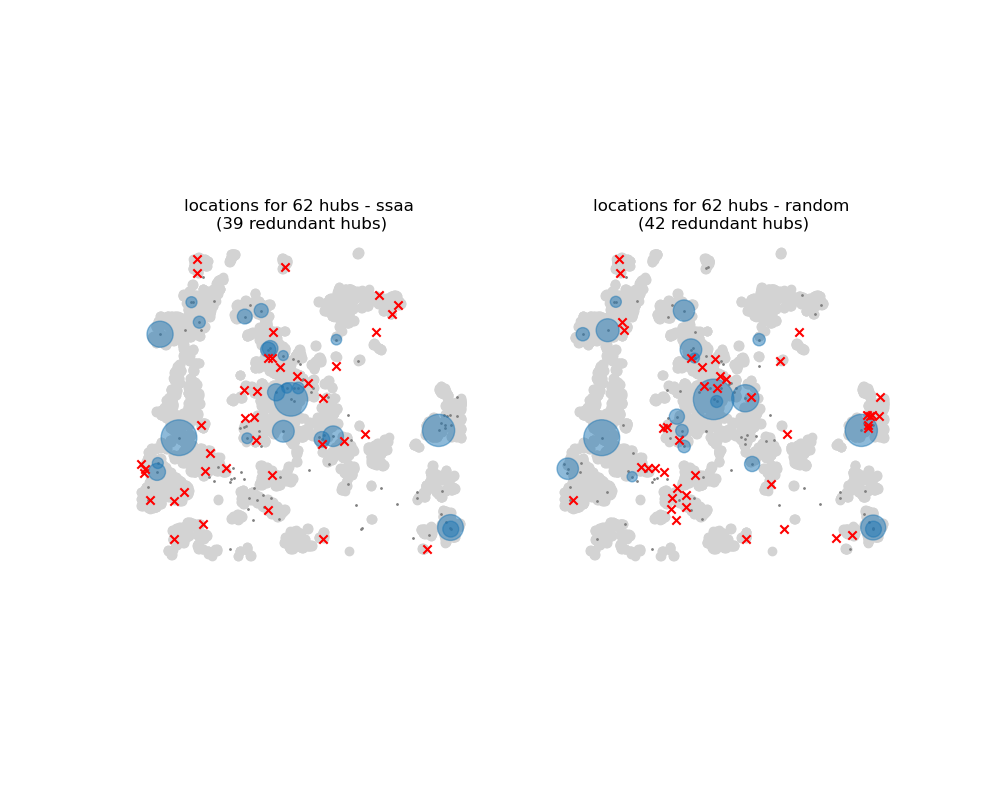 locations for 62 hubs - ssaa
(39 redundant hubs)
locations for 62 hubs - random
(42 redundant hubs)